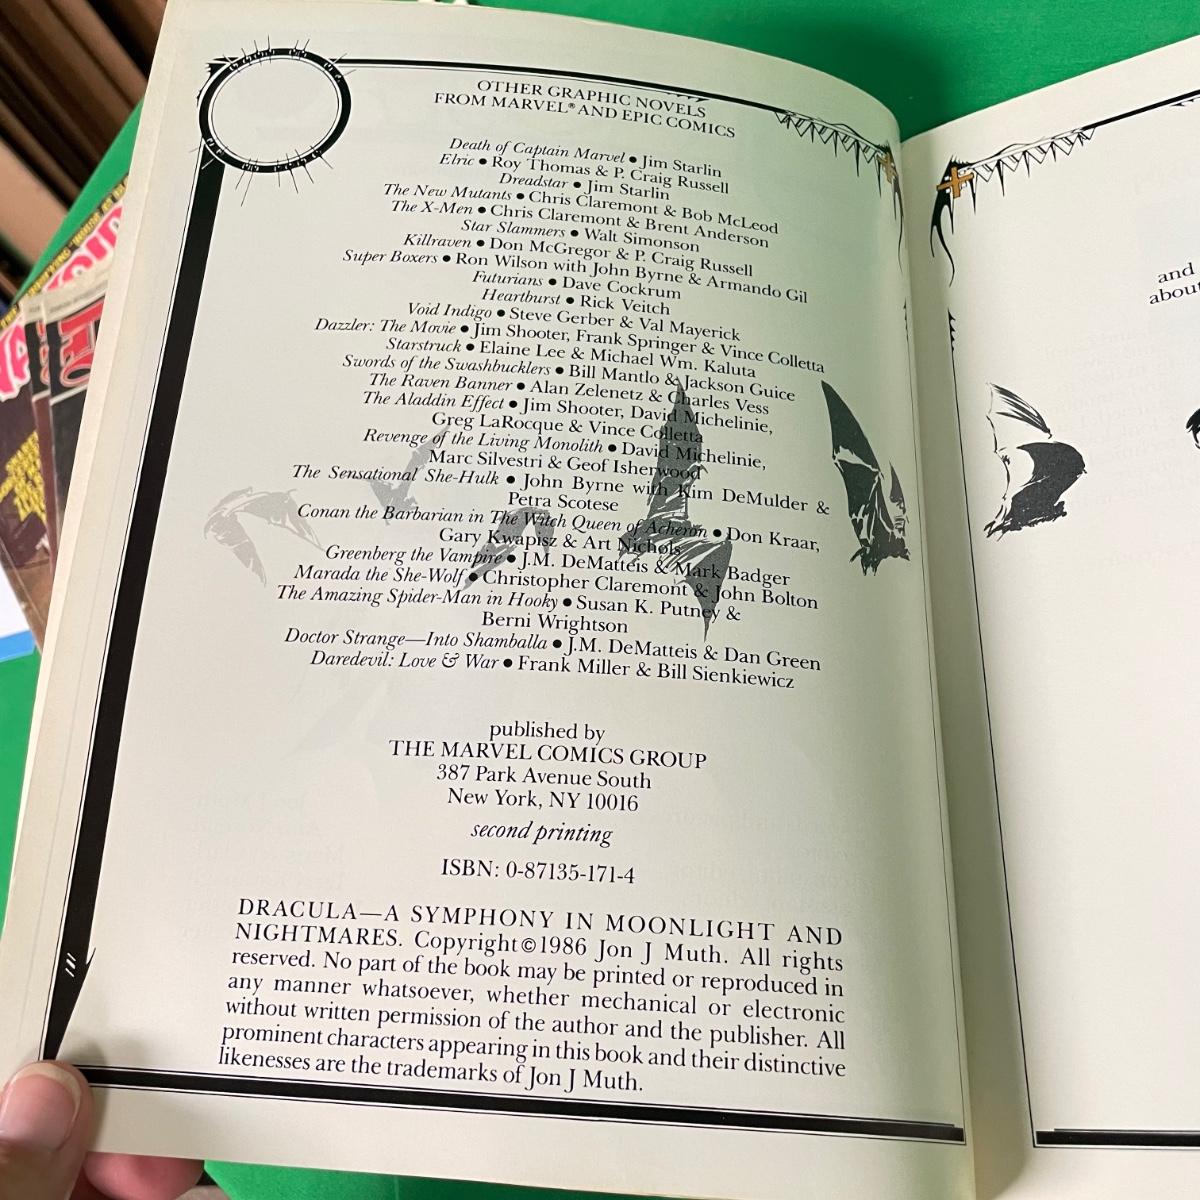 OTHER GRAPHIC NOVELS
FROM MARVEL® AND EPIC COMICS
Death of Captain Marvel • Jim Starlin
Elric • Roy Thomas & P. Craig Russell
Dreadstar • Jim Starlin
The New Mutants • Chris Claremont & Bob McLeod
The X-Men • Chris Claremont & Brent Anderson
Star Slammers • Walt Simonson
Killraven • Don McGregor & P. Craig Russell
Super Boxers • Ron Wilson with John Byrne & Armando Gil
Futurians • Dave Cockrum
Heartburst • Rick Veitch
Void Indigo • Steve Gerber & Val Mayerick
Dazzler: The Movie • Jim Shooter, Frank Springer & Vince Colletta
Starstruck • Elaine Lee & Michael Wm. Kaluta
Swords of the Swashbucklers • Bill Mantlo & Jackson Guice
The Raven Banner • Alan Zelenetz & Charles Vess
The Aladdin Effect • Jim Shooter, David Michelinie,
Greg LaRocque & Vince Colletta
Revenge of the Living Monolith • David Michelinie,
Marc Silvestri & Geof Isherwood
The Sensational She-Hulk • John Byrne with Kim DeMulder &
Petra Scotese
Conan the Barbarian in The Witch Queen of Acheron • Don Kraar,
Gary Kwapisz & Art Nichols
Greenberg the Vampire • J.M. DeMatteis & Mark Badger
Marada the She-Wolf • Christopher Claremont & John Bolton
The Amazing Spider-Man in Hooky • Susan K. Putney &
Berni Wrightson
Doctor Strange—Into Shamballa • J.M. DeMatteis & Dan Green
Daredevil: Love & War • Frank Miller & Bill Sienkiewicz
published by
THE MARVEL COMICS GROUP
387 Park Avenue South
New York, NY 10016
second printing
ISBN: 0-87135-171-4
DRACULA—A SYMPHONY IN MOONLIGHT AND
NIGHTMARES. Copyright © 1986 Jon J Muth. All rights
reserved. No part of the book may be printed or reproduced in
any manner whatsoever, whether mechanical or electronic
without written permission of the author and the publisher. All
prominent characters appearing in this book and their distinctive
likenesses are the trademarks of Jon J Muth.
and
about